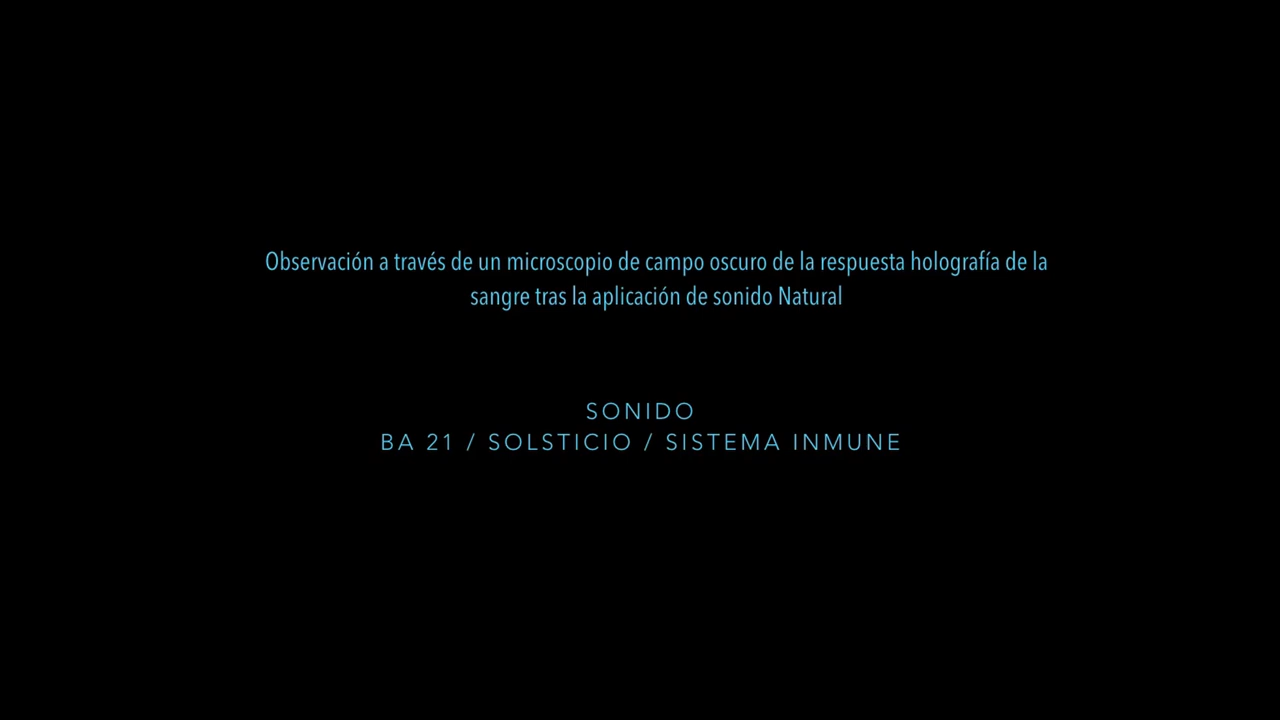 Observación a través de un microscopio de campo oscuro de la respuesta holografía de la
sangre tras la aplicación de sonido Natural
SONIDO
BA 21 / SOLSTICIO / SISTEMA INMUNE